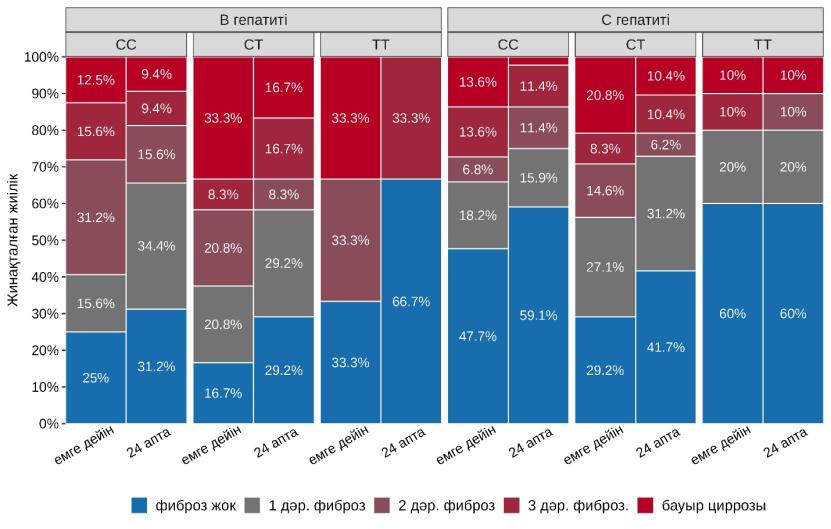 В гепатиті С гепатиті
CC CT TT CC CT TT
Жинақталған жиілік
100%
90%
80%
70%
60%
50%
40%
30%
20%
10%
0%
12.5% 15.6% 31.2% 15.6% 25%
9.4% 9.4% 15.6% 34.4% 31.2%
33.3% 8.3% 20.8% 20.8% 16.7%
16.7% 16.7% 8.3% 29.2% 29.2%
33.3% 33.3% 33.3%
33.3% 66.7%
13.6% 13.6% 6.8% 18.2% 47.7%
11.4% 11.4% 15.9% 59.1%
20.8% 8.3% 14.6% 27.1% 29.2%
10.4% 10.4% 6.2% 31.2% 41.7%
10% 10% 20% 60%
10% 10% 20% 60%
емге дейін 24 апта емге дейін 24 апта емге дейін 24 апта емге дейін 24 апта емге дейін 24 апта емге дейін 24 апта
фиброз жок 1 дәр. фиброз 2 дәр. фиброз 3 дәр. фиброз. бауыр циррозы